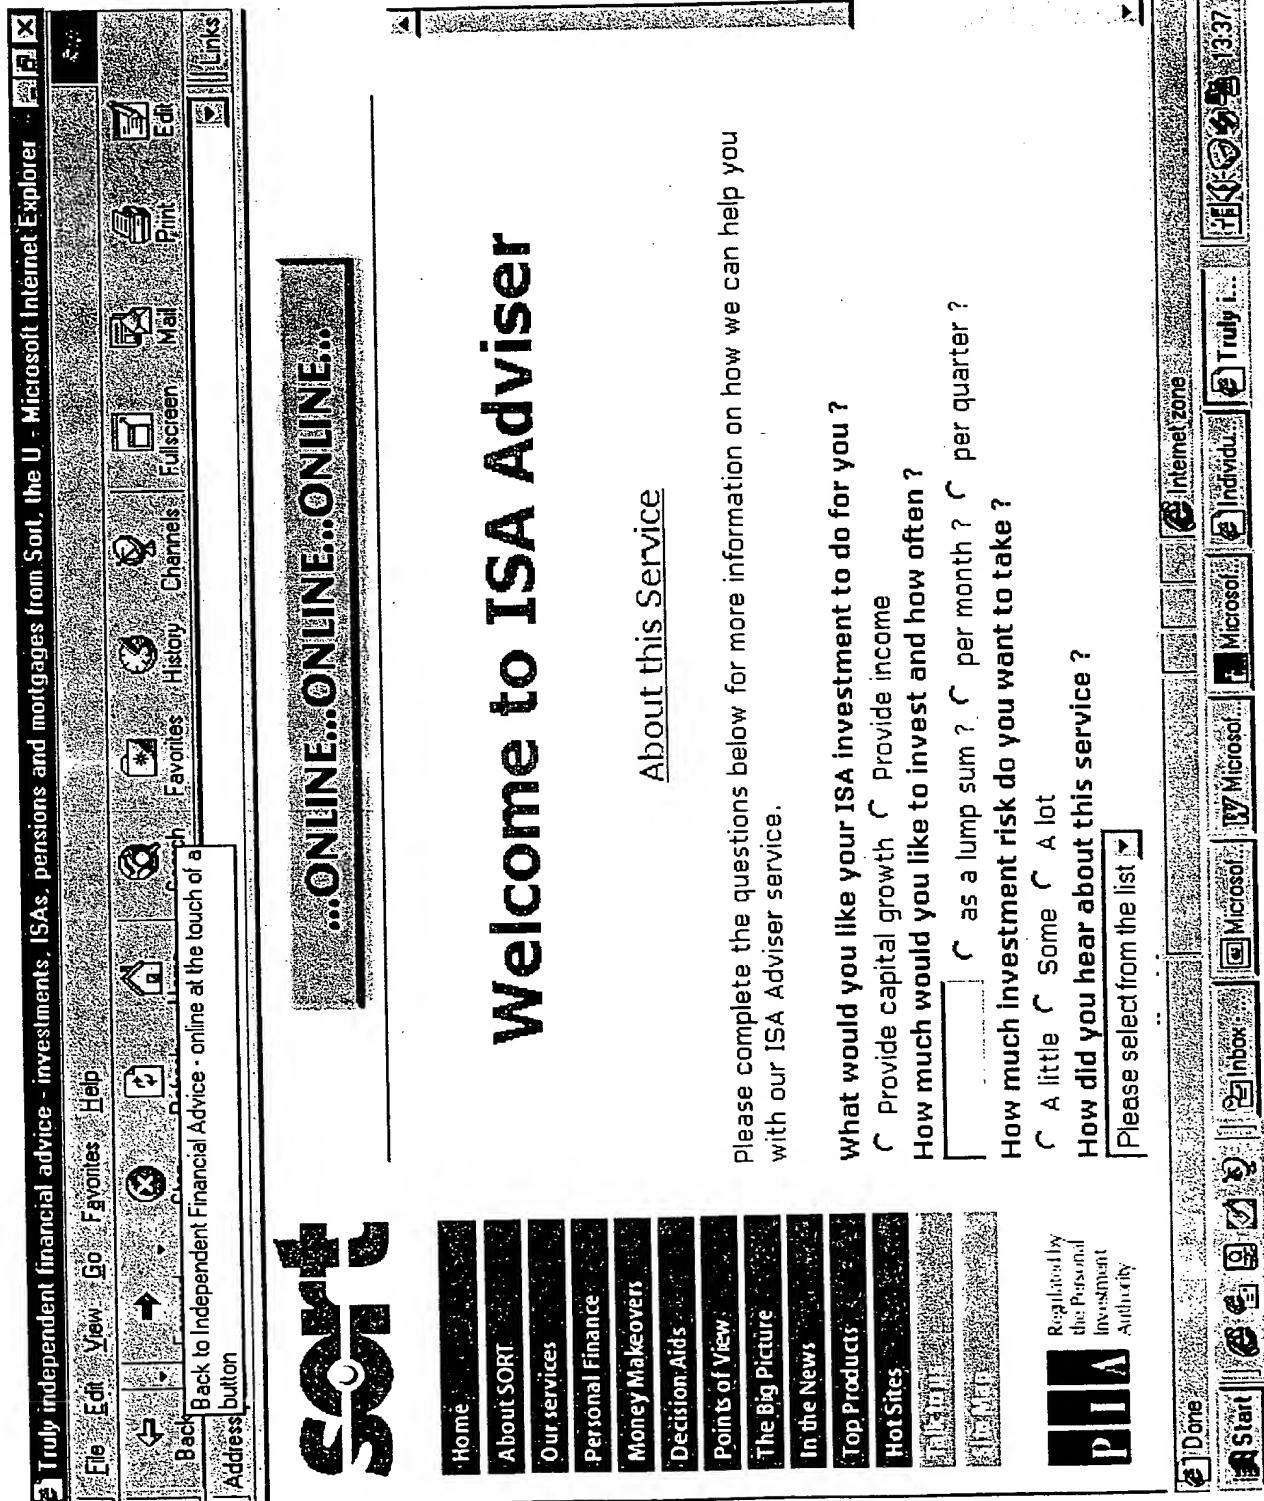 Truly independent financial advice - investments, ISAs, pensions and mortgages from Sort, the U - Microsoft Internet Explorer
File Edit View Go Favorites Help
Back
Favorites History Channels Fullscreen Mail Print Edit
Back to Independent Financial Advice - online at the touch of a
button
Address
Links
sort
...ONLINE...ONLINE...ONLINE...
Home
About SORT
Our services
Personal Finance
Money Makeovers
Decision Aids
Points of View
The Big Picture
In the News
Top Products
Hot Sites
Site Map
PIA
Regulated by
the Personal
Investment
Authority
Welcome to ISA Adviser
About this Service
Please complete the questions below for more information on how we can help you
with our ISA Adviser service.
What would you like your ISA investment to do for you ?
Provide capital growth Provide income
How much would you like to invest and how often ?
as a lump sum ? per month ? per quarter ?
How much investment risk do you want to take ?
A little Some A lot
How did you hear about this service ?
Please select from the list
Done
Internet zone
Start Inbox - ... Microsof... Microsof... Microsof... Individu... Truly i... 13:37